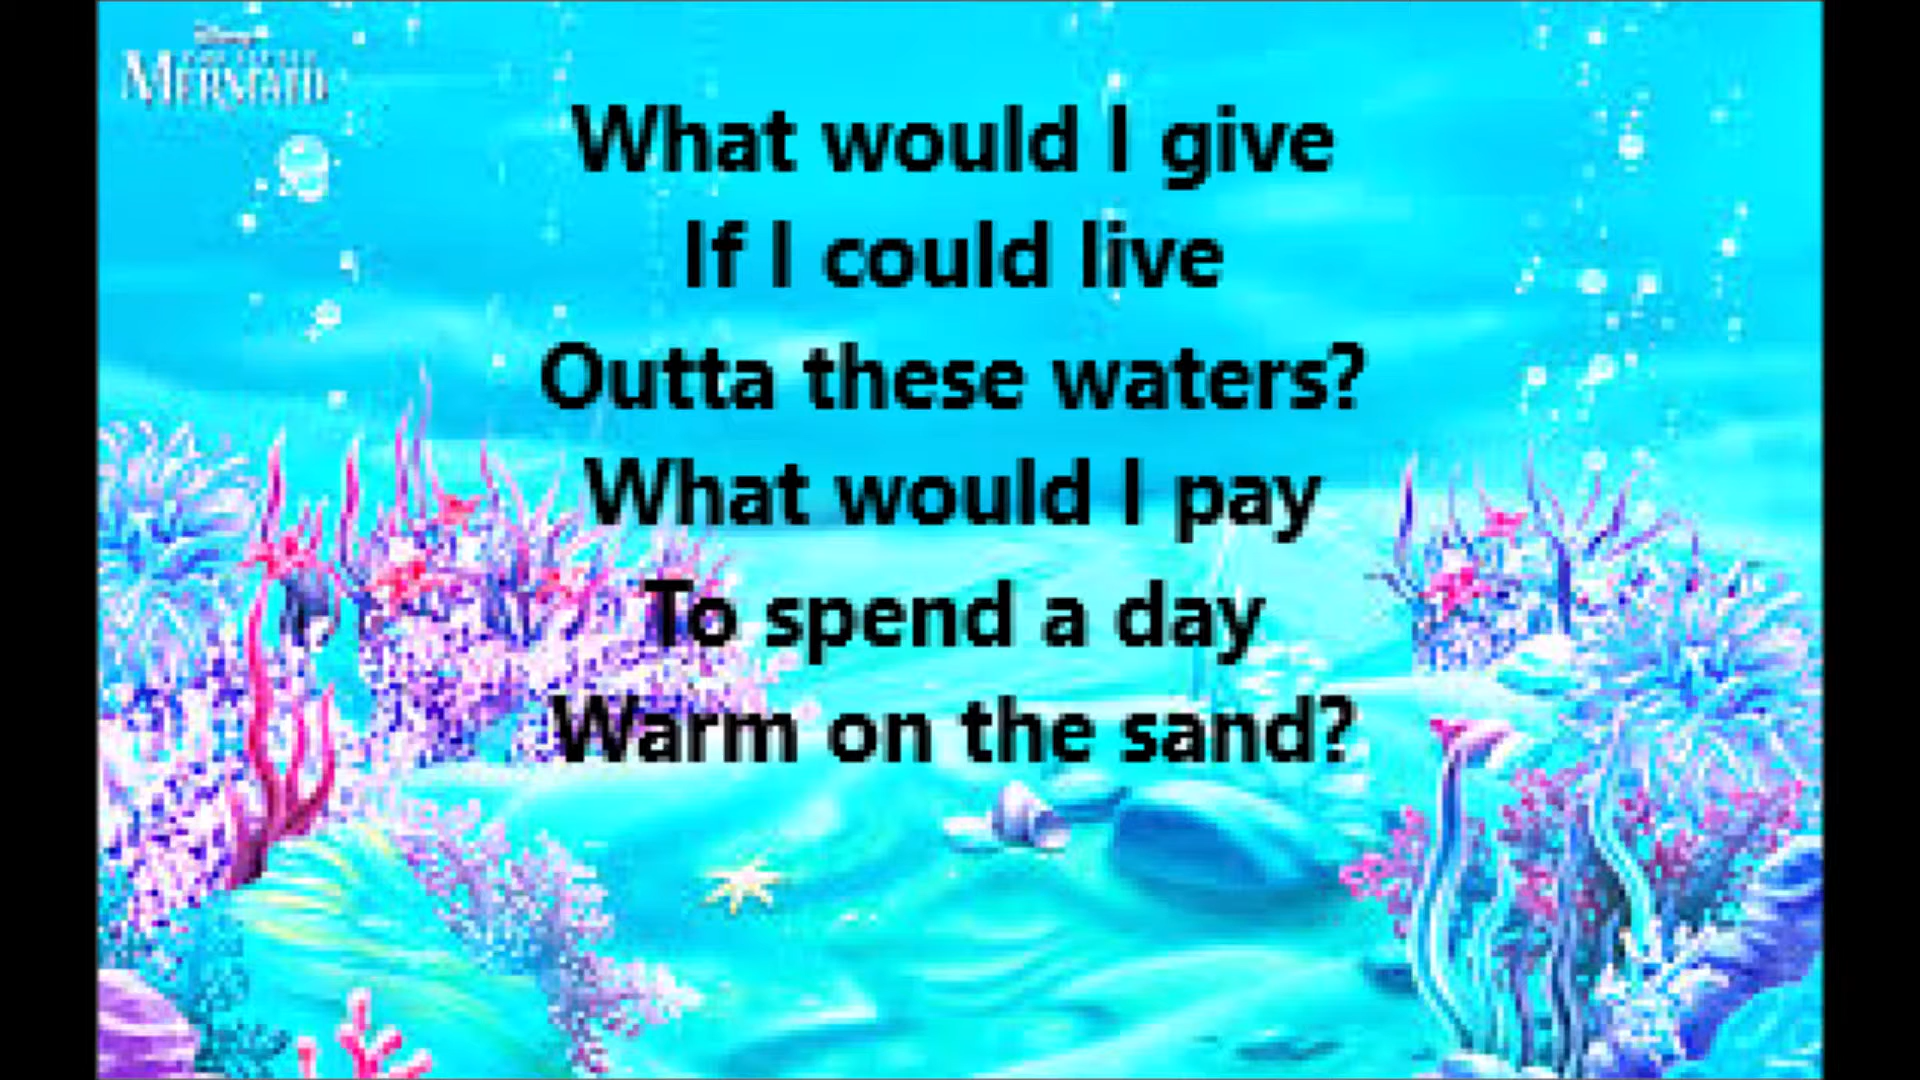 Disney
MERMAID
What would I give
If I could live
Outta these waters?
What would I pay
To spend a day
Warm on the sand?